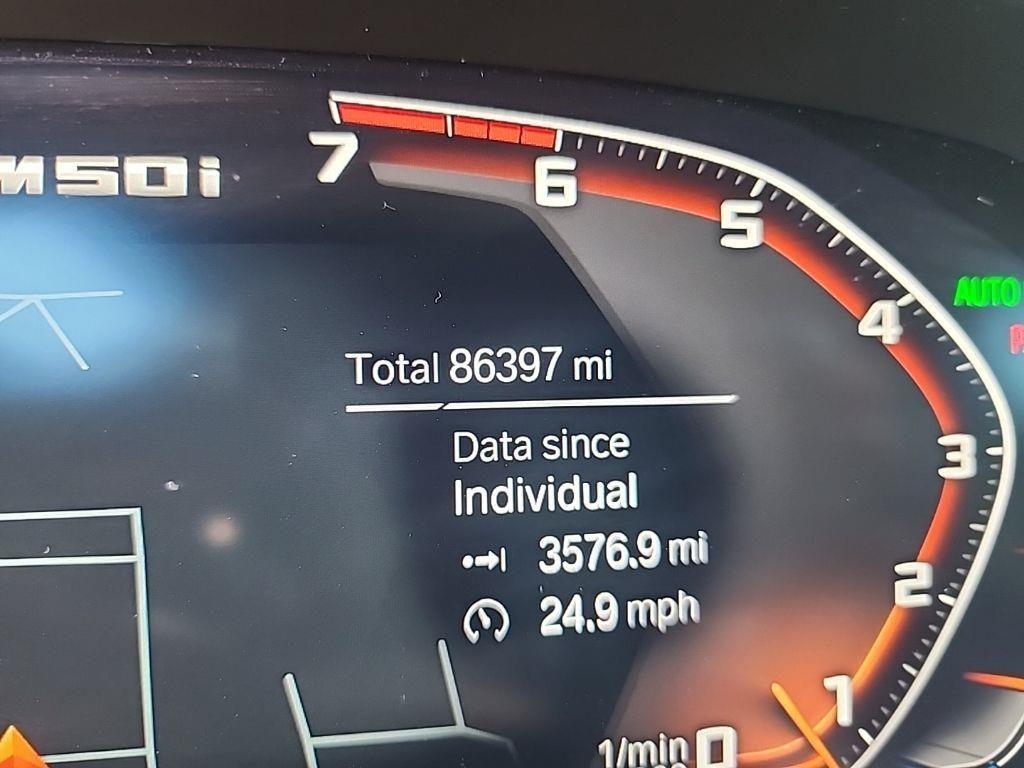 M50i
7
6
5
AUTO
4
Total 86397 mi
Data since
3
Individual
3576.9 mi
2
24.9 mph
1
1/min 0